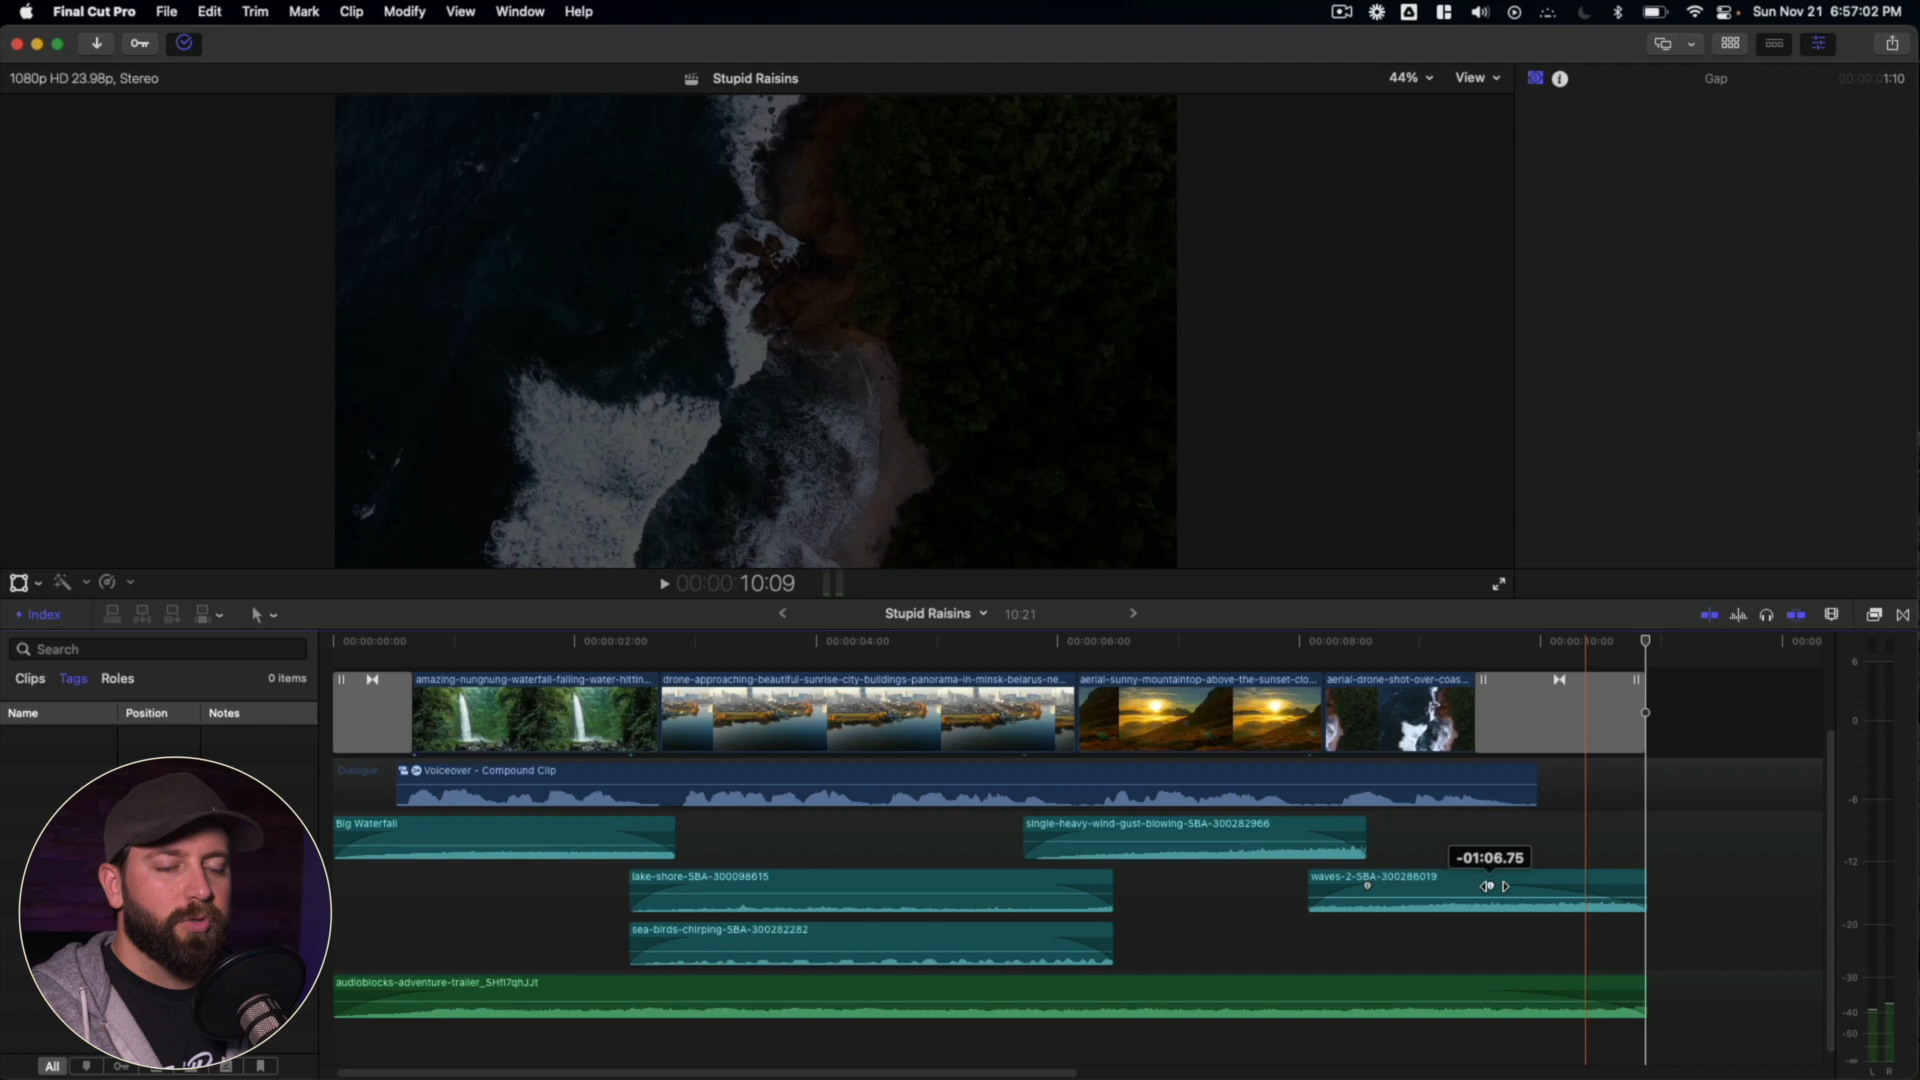 Final Cut Pro File Edit Trim Mark Clip Modify View Window Help Sun Nov 21 6:57:02 PM
1080p HD 23.98p, Stereo Stupid Raisins 44% View Gap 00:00:01:10
00:00:10:09
Index Stupid Raisins 10:21
Search
Clips Tags Roles 0 items
Name Position Notes
All
00:00:00:00 00:00:02:00 00:00:04:00 00:00:06:00 00:00:08:00 00:00:10:00 00:00
amazing-nungnung-waterfall-falling-water-hittin... drone-approaching-beautiful-sunrise-city-buildings-panorama-in-minsk-belarus-ne... aerial-sunny-mountaintop-above-the-sunset-clo... aerial-drone-shot-over-coas...
Dialogue Voiceover - Compound Clip
Big Waterfall single-heavy-wind-gust-blowing-SBA-300282966
-01:06.75
lake-shore-SBA-300098615 waves-2-SBA-300286019
sea-birds-chirping-SBA-300282282
audioblocks-adventure-trailer_SHfI7qhJJt
6
0
-6
-12
-20
-30
-40
-50
-∞
L R